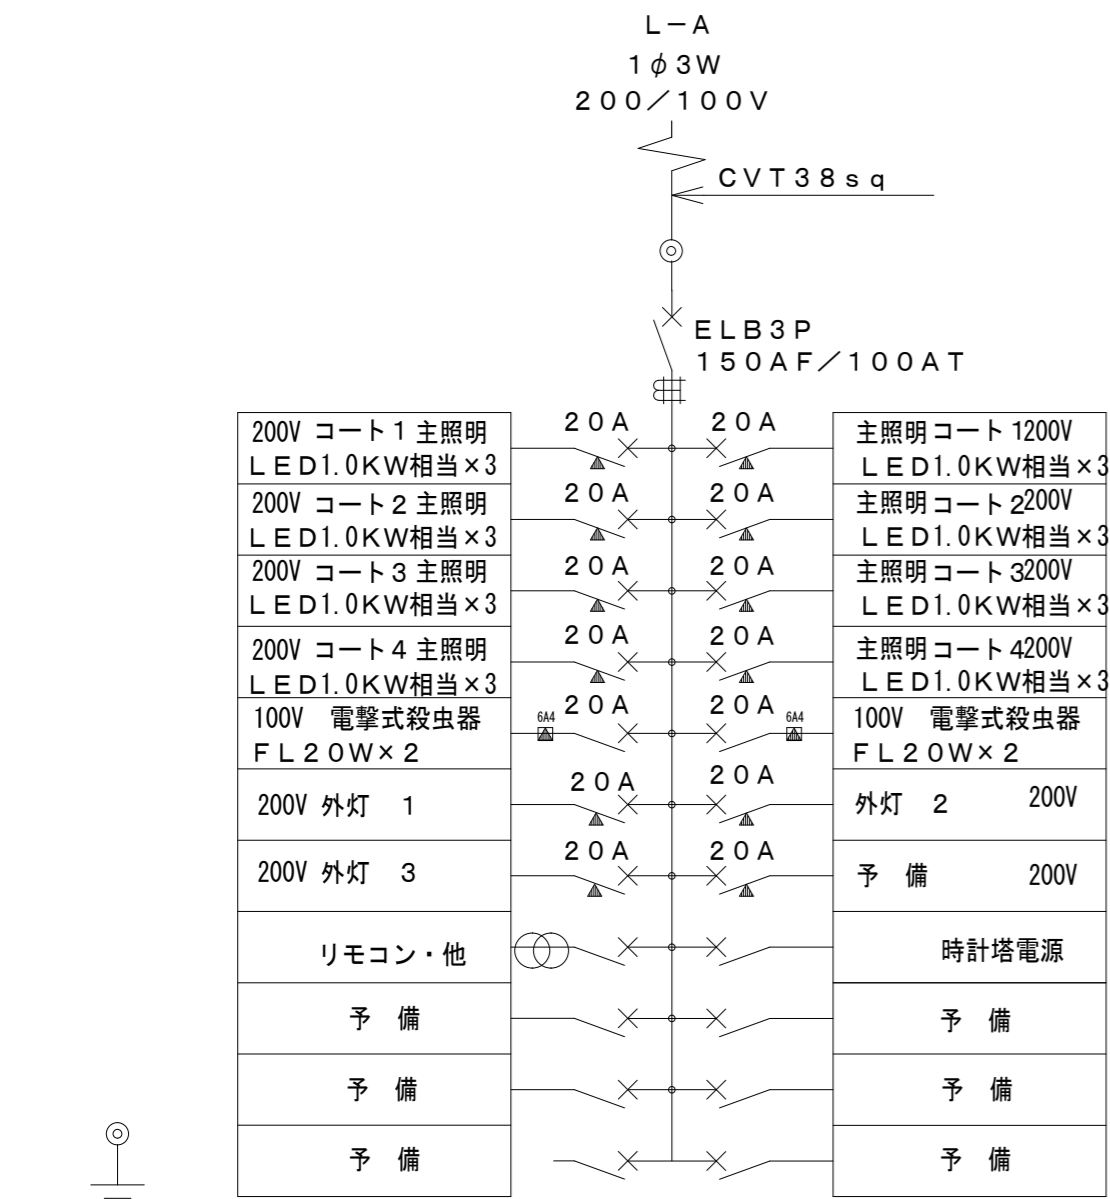 L－A
1φ3W
200／100V
CVT38sq
ELB3P
150AF／100AT
200V コート1 主照明
LED1.0KW相当×3
20A
20A
主照明コート1200V
LED1.0KW相当×3
200V コート2 主照明
LED1.0KW相当×3
20A
20A
主照明コート2200V
LED1.0KW相当×3
200V コート3 主照明
LED1.0KW相当×3
20A
20A
主照明コート3200V
LED1.0KW相当×3
200V コート4 主照明
LED1.0KW相当×3
20A
20A
主照明コート4200V
LED1.0KW相当×3
100V 電撃式殺虫器
FL20W×2
6A4
20A
20A
6A4
100V 電撃式殺虫器
FL20W×2
200V 外灯 1
20A
20A
外灯 2 200V
200V 外灯 3
20A
20A
予 備 200V
リモコン・他
時計塔電源
予 備
予 備
予 備
予 備
予 備
予 備